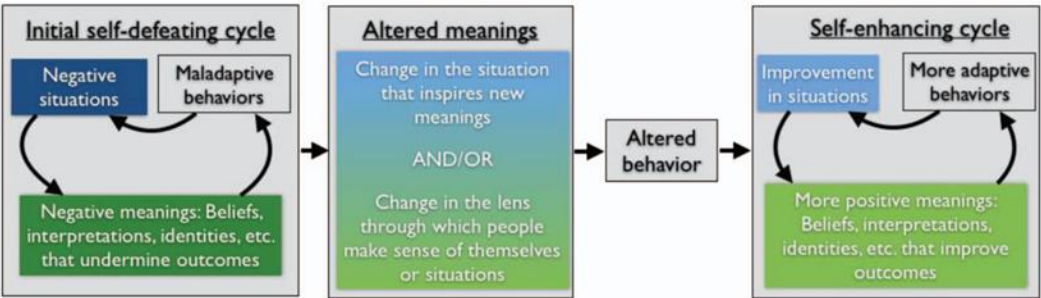 Initial self-defeating cycle
Negative
situations
Maladaptive
behaviors
Negative meanings: Beliefs,
interpretations, identities, etc.
that undermine outcomes
Altered meanings
Change in the situation
that inspires new
meanings
AND/OR
Change in the lens
through which people
make sense of themselves
or situations
Altered
behavior
Self-enhancing cycle
Improvement
in situations
More adaptive
behaviors
More positive meanings:
Beliefs, interpretations,
identities, etc. that improve
outcomes